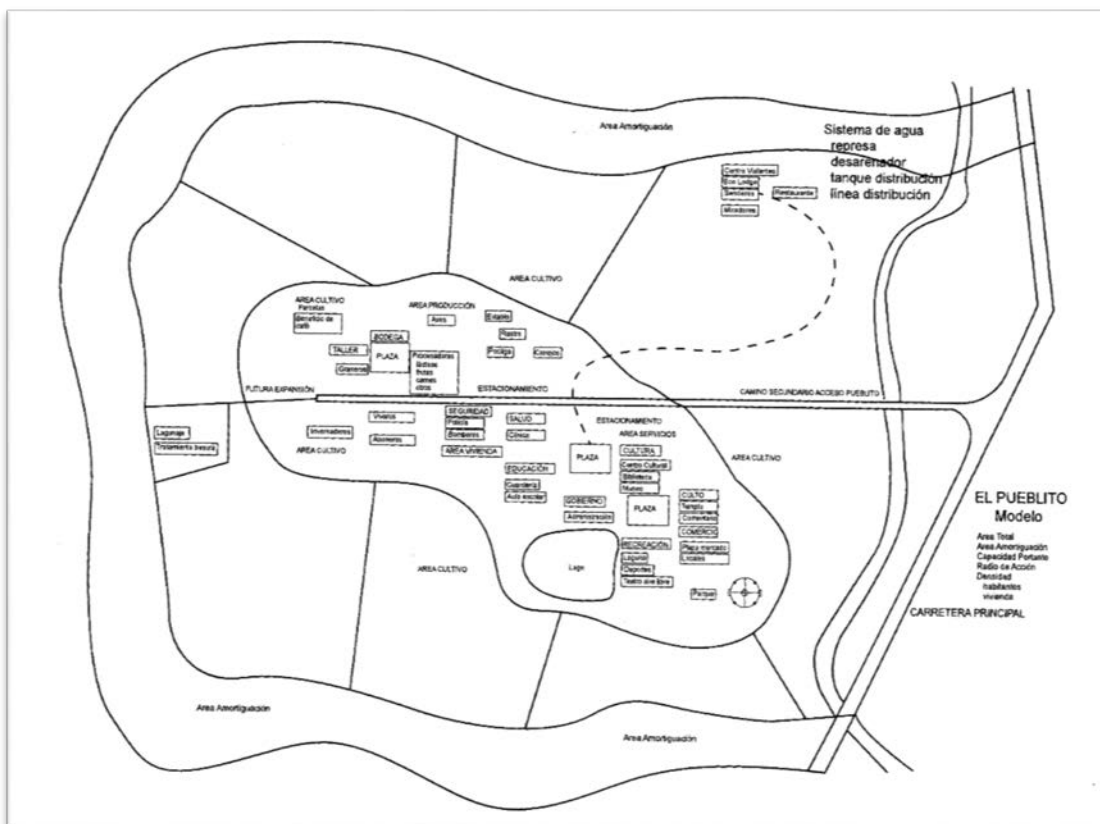 Area Amortiguación
Sistema de agua
represa
desarenador
tanque distribución
línea distribución
Centro Visitantes
Eco Lodge
Senderos
Restaurante
Miradores
AREA CULTIVO
AREA CULTIVO
Parcelas
Beneficio de
café
AREA PRODUCCIÓN
Aves
Establo
Rastro
Porciga
Conejos
BODEGA
TALLER
PLAZA
Graneros
Procesadoras
lácteos
frutas
carnes
otros
FUTURA EXPANSIÓN
ESTACIONAMIENTO
CAMINO SECUNDARIO ACCESO PUEBLITO
Viveros
SEGURIDAD
Policía
Bomberos
SALUD
Clínica
ESTACIONAMIENTO
AREA SERVICIOS
Lagunaje
Tratamiento basura
Invernaderos
Aboneros
AREA CULTIVO
AREA VIVIENDA
PLAZA
CULTURA
Centro Cultural
Biblioteca
Museo
AREA CULTIVO
EDUCACIÓN
Guardería
Aula escolar
GOBIERNO
Administración
PLAZA
CULTO
Templo
Cementerio
COMERCIO
Plaza mercado
Locales
EL PUEBLITO
Modelo
Area Total
Area Amortiguación
Capacidad Portante
Radio de Acción
Densidad
habitantes
vivienda
CARRETERA PRINCIPAL
AREA CULTIVO
Lago
RECREACIÓN
Laguna
Deportes
Teatro aire libre
Parque
Area Amortiguación
Area Amortiguación